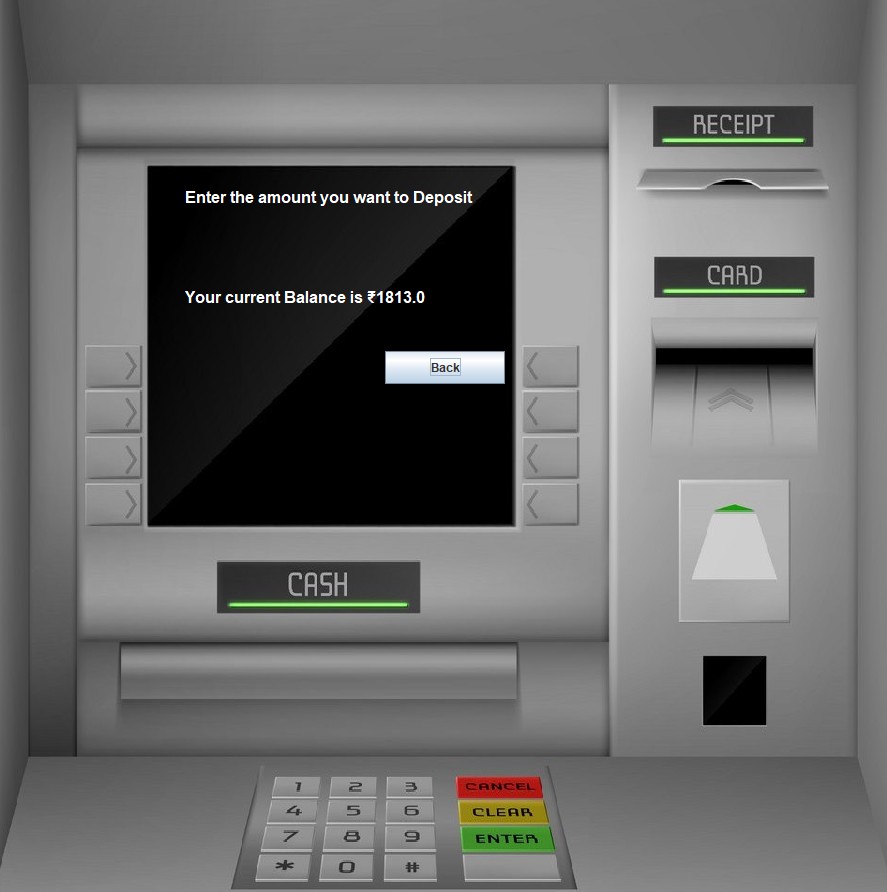 RECEIPT
Enter the amount you want to Deposit
CARD
Your current Balance is ₹1813.0
Back
CASH
1 2 3 CANCEL
4 5 6 CLEAR
7 8 9 ENTER
* 0 #